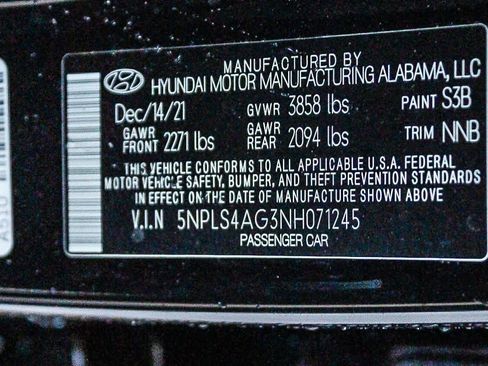 MANUFACTURED BY
HYUNDAI MOTOR MANUFACTURING ALABAMA, LLC
Dec/14/21 GVWR 3858 lbs PAINT S3B
GAWR FRONT 2271 lbs GAWR REAR 2094 lbs TRIM NNB
THIS VEHICLE CONFORMS TO ALL APPLICABLE U.S.A. FEDERAL
MOTOR VEHICLE SAFETY, BUMPER, AND THEFT PREVENTION STANDARDS
IN EFFECT ON THE DATE OF MANUFACTURE SHOWN ABOVE
V.I.N 5NPLS4AG3NH071245
PASSENGER CAR